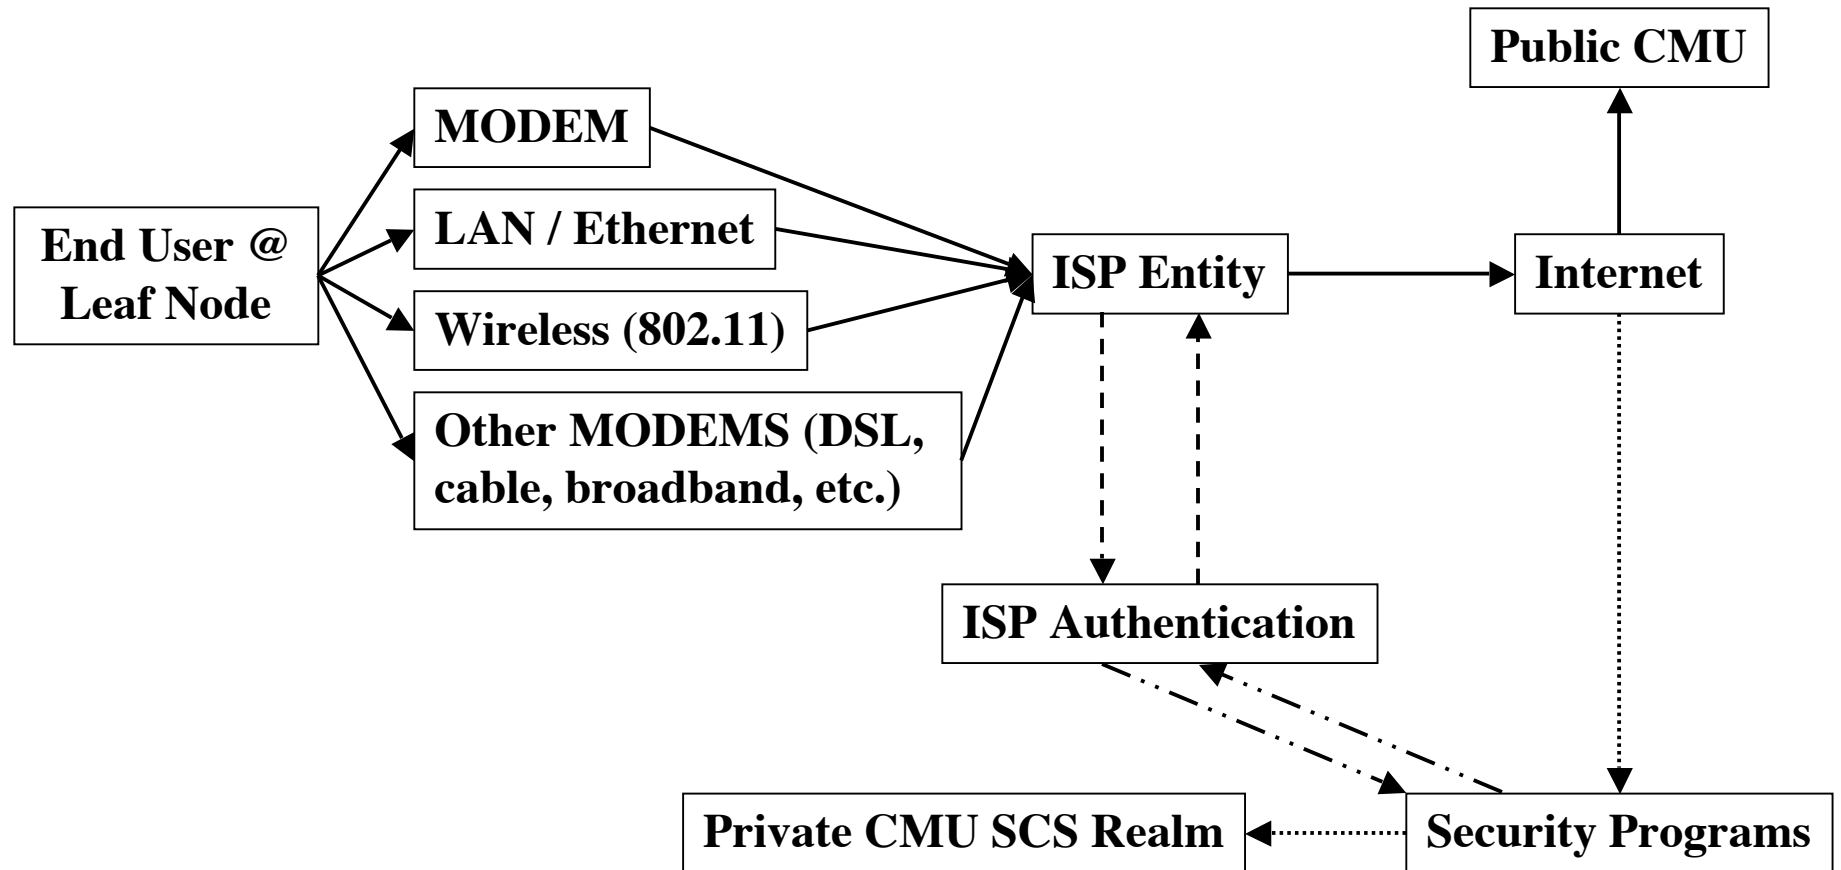 Public CMU
MODEM
LAN / Ethernet
End User @
Leaf Node
ISP Entity
Internet
Wireless (802.11)
Other MODEMS (DSL,
cable, broadband, etc.)
ISP Authentication
Private CMU SCS Realm
Security Programs